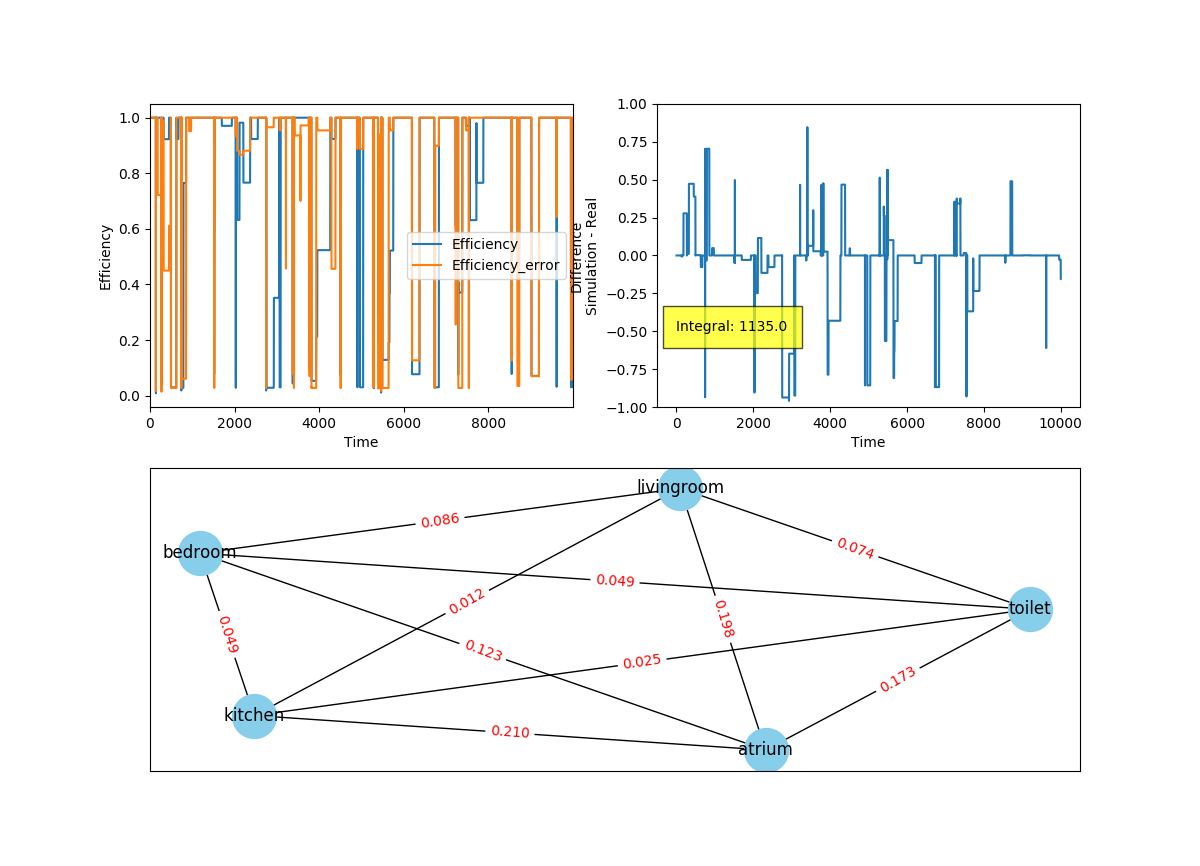 1.0
0.8
0.6
0.4
0.2
0.0
Efficiency
0
2000
4000
6000
8000
Time
Efficiency
Efficiency_error
1.00
0.75
0.50
0.25
0.00
−0.25
−0.50
−0.75
−1.00
Difference
Simulation - Real
Integral: 1135.0
0
2000
4000
6000
8000
10000
Time
livingroom
0.086
0.074
bedroom
0.049
0.012
0.198
toilet
0.049
0.123
0.025
0.173
kitchen
0.210
atrium